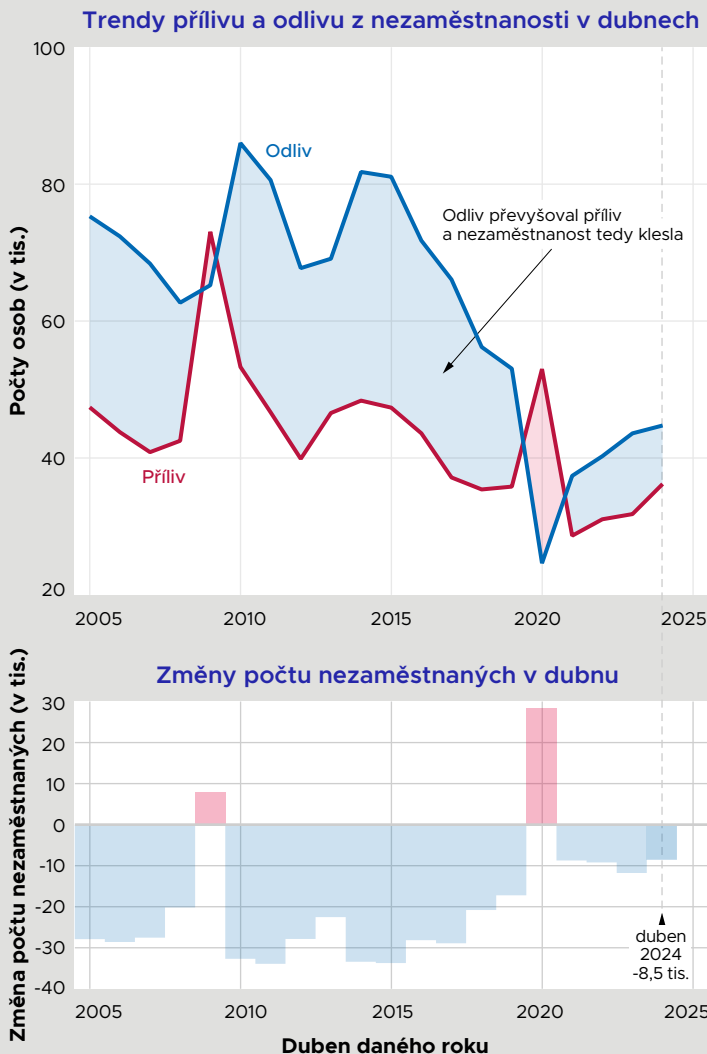 Trendy přílivu a odlivu z nezaměstnanosti v dubnech
Počty osob (v tis.)
100
80
60
40
20
Odliv
Odliv převyšoval příliv
a nezaměstnanost tedy klesla
Příliv
2005 2010 2015 2020 2025
Změny počtu nezaměstnaných v dubnu
Změna počtu nezaměstnaných (v tis.)
30
20
-10
0
-10
-20
-30
-40
duben
2024
-8,5 tis.
2005 2010 2015 2020 2025
Duben daného roku